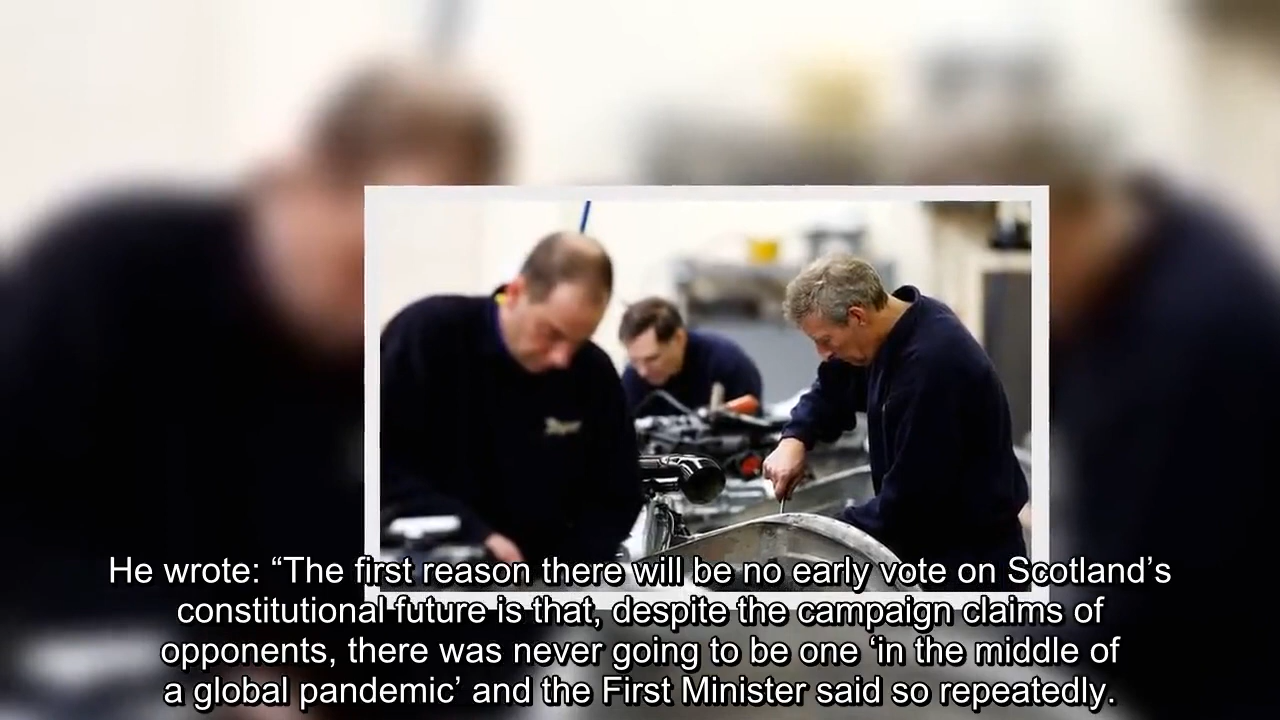 He wrote: “The first reason there will be no early vote on Scotland’s
constitutional future is that, despite the campaign claims of
opponents, there was never going to be one ‘in the middle of
a global pandemic’ and the First Minister said so repeatedly.